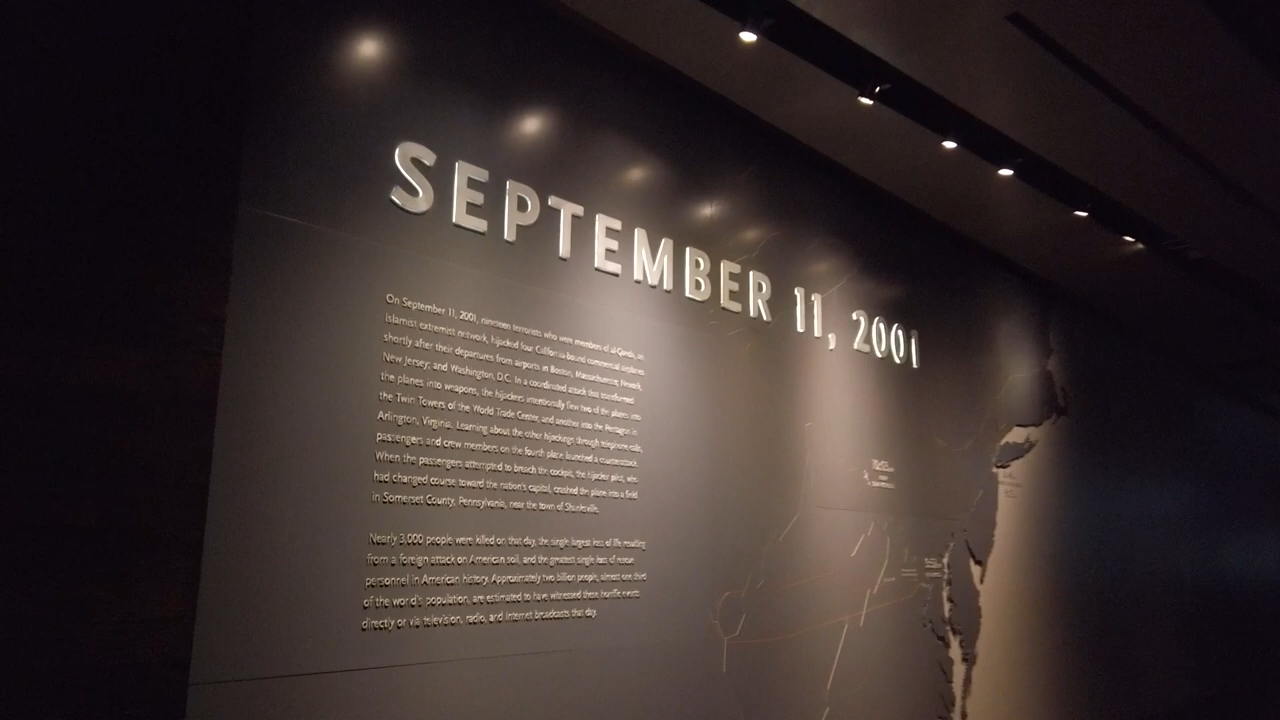 SEPTEMBER 11, 2001
On September 11, 2001, nineteen terrorists who were members of al-Qaeda, an
Islamist extremist network, hijacked four California-bound commercial airplanes
shortly after their departures from airports in Boston, Massachusetts; Newark,
New Jersey; and Washington, D.C. In a coordinated attack that transformed
the planes into weapons, the hijackers intentionally flew two of the planes into
the Twin Towers of the World Trade Center, and another into the Pentagon in
Arlington, Virginia. Learning about the other hijackings through telephone calls,
passengers and crew members on the fourth plane launched a counterattack.
When the passengers attempted to breach the cockpit, the hijacker pilot, who
had changed course toward the nation's capital, crashed the plane into a field
in Somerset County, Pennsylvania, near the town of Shanksville.
Nearly 3,000 people were killed on that day, the single largest loss of life resulting
from a foreign attack on American soil, and the greatest single loss of rescue
personnel in American history. Approximately two billion people, almost one third
of the world's population, are estimated to have witnessed these horrific events
directly or via television, radio, and Internet broadcasts that day.